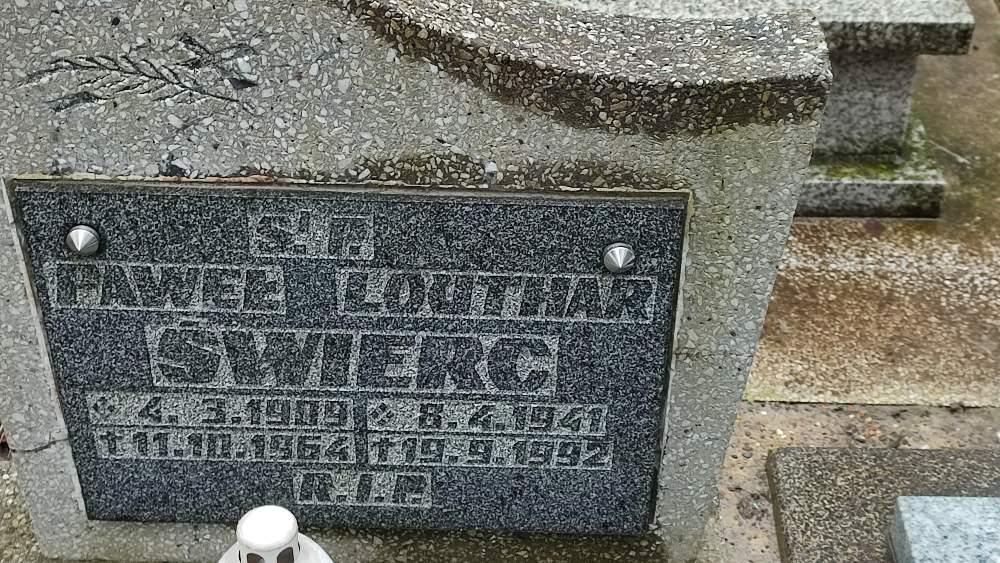 Ś. P.
PAWEŁ LOUTHAR
ŚWIERC
4. 3. 1909 8. 4. 1941
† 11. 10. 1964 † 19. 9. 1992
R. I. P.